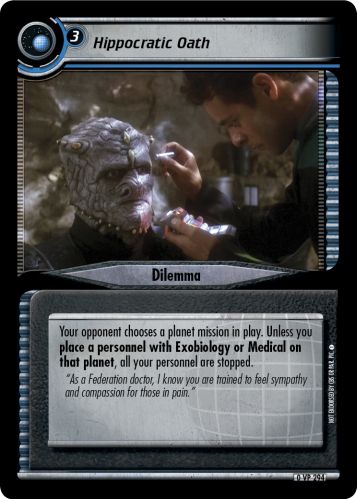 3
Hippocratic Oath
Dilemma
Your opponent chooses a planet mission in play. Unless you
place a personnel with Exobiology or Medical on
that planet, all your personnel are stopped.
"As a Federation doctor, I know you are trained to feel sympathy
and compassion for those in pain."
NOT ENDORSED BY CBS OR PAR. PIC.
0 VP 294